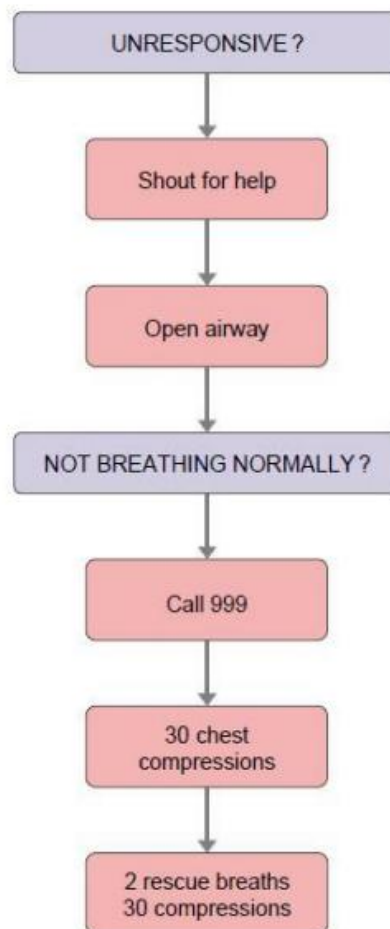 UNRESPONSIVE ?
Shout for help
Open airway
NOT BREATHING NORMALLY ?
Call 999
30 chest
compressions
2 rescue breaths
30 compressions